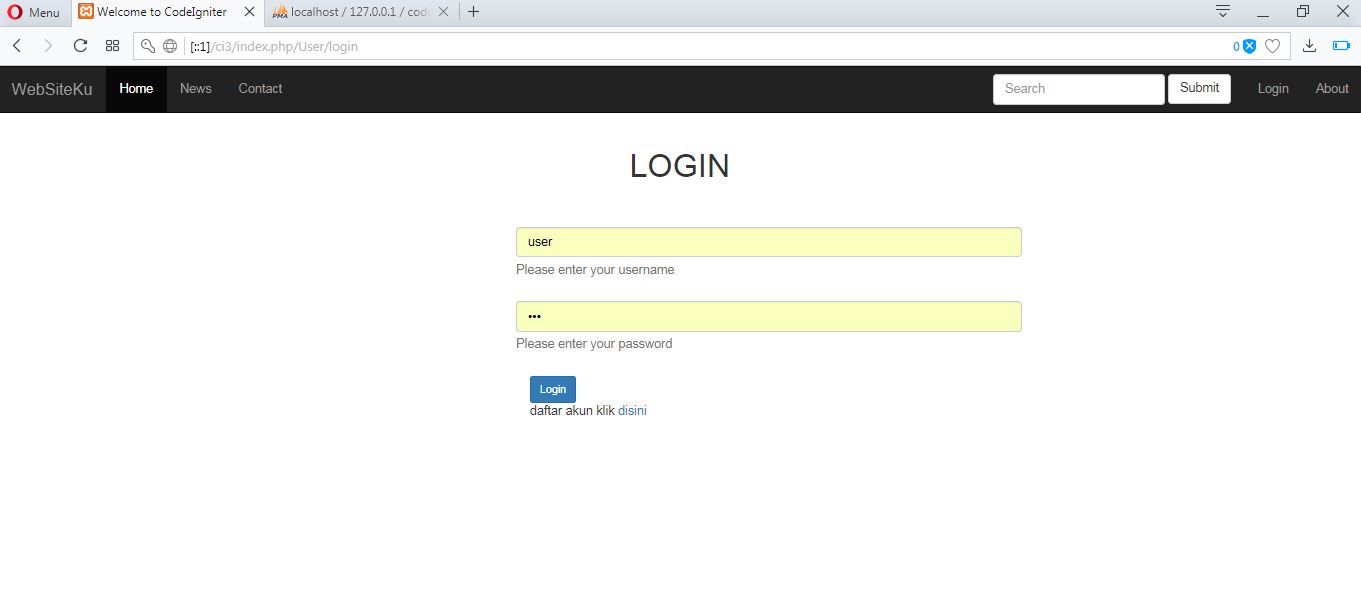 Menu Welcome to CodeIgniter localhost / 127.0.0.1 / code
[::1]/ci3/index.php/User/login 0
WebSiteKu Home News Contact Search Submit Login About
LOGIN
user
Please enter your username
•••
Please enter your password
Login
daftar akun klik disini